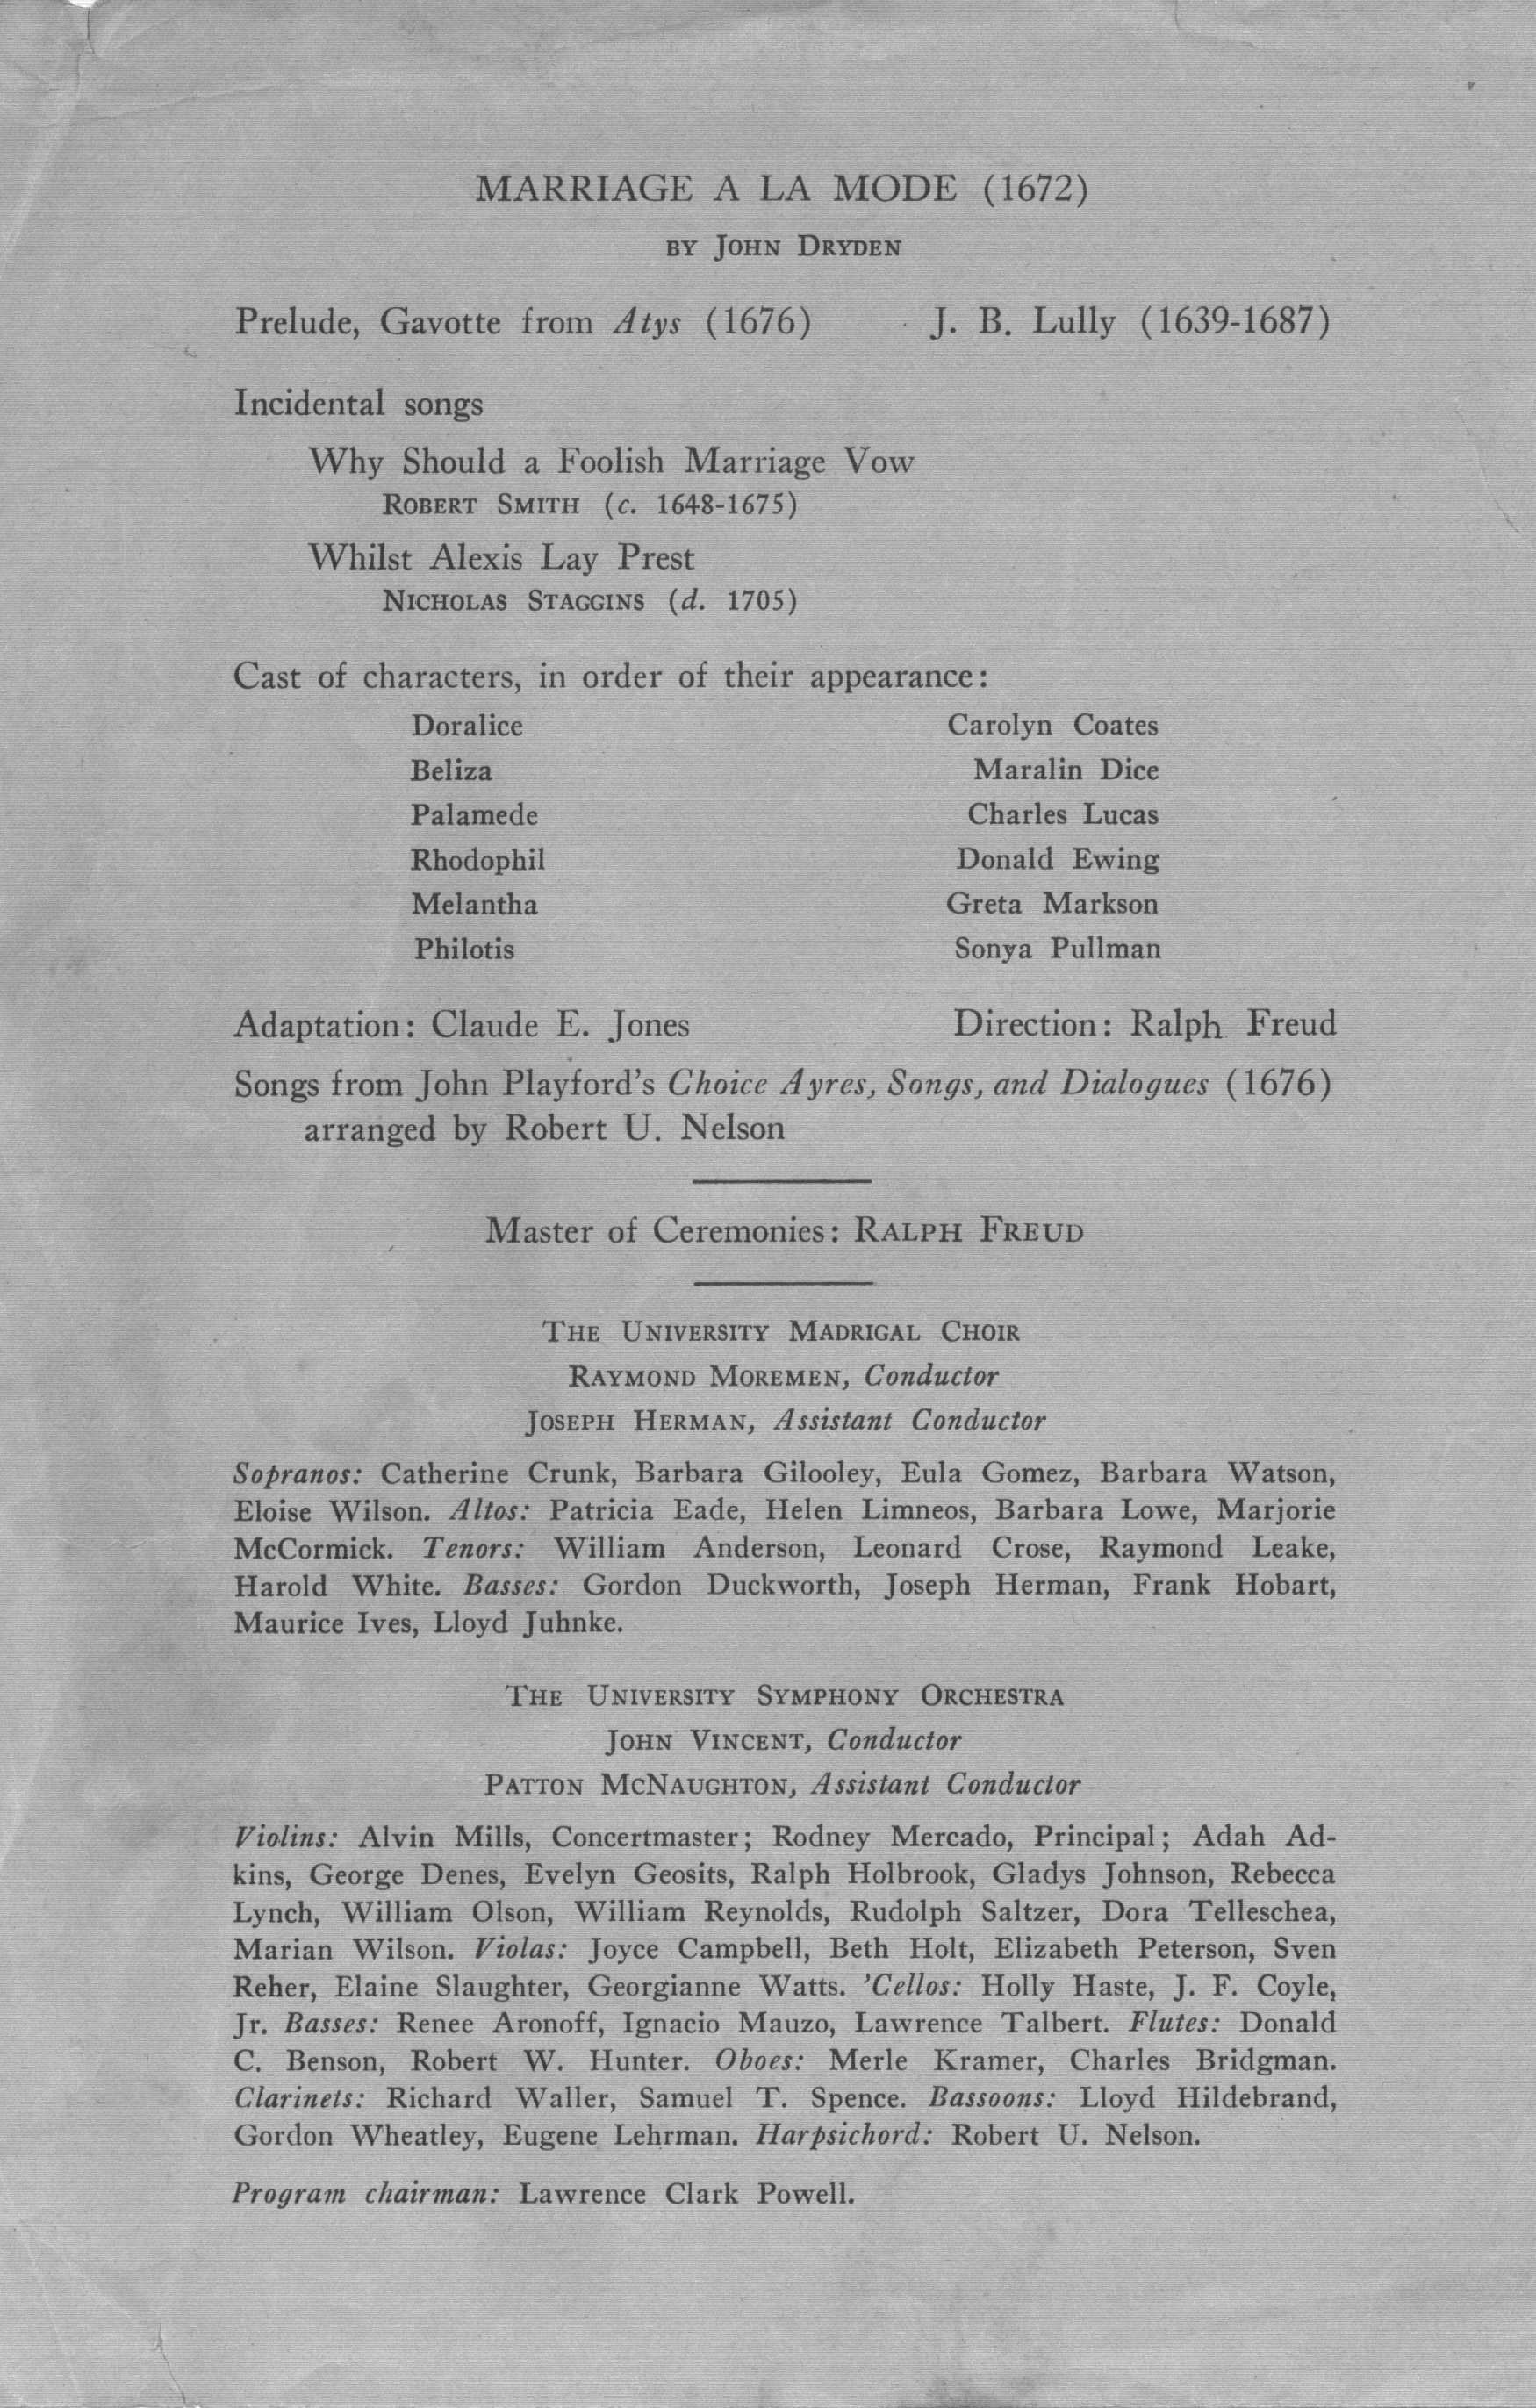 MARRIAGE A LA MODE (1672)
BY JOHN DRYDEN
Prelude, Gavotte from Atys (1676) J. B. Lully (1639-1687)
Incidental songs
Why Should a Foolish Marriage Vow
ROBERT SMITH (c. 1648-1675)
Whilst Alexis Lay Prest
NICHOLAS STAGGINS (d. 1705)
Cast of characters, in order of their appearance:
Doralice Carolyn Coates
Beliza Maralin Dice
Palamede Charles Lucas
Rhodophil Donald Ewing
Melantha Greta Markson
Philotis Sonya Pullman
Adaptation: Claude E. Jones Direction: Ralph Freud
Songs from John Playford's Choice Ayres, Songs, and Dialogues (1676)
arranged by Robert U. Nelson
Master of Ceremonies: RALPH FREUD
THE UNIVERSITY MADRIGAL CHOIR
RAYMOND MOREMEN, Conductor
JOSEPH HERMAN, Assistant Conductor
Sopranos: Catherine Crunk, Barbara Gilooley, Eula Gomez, Barbara Watson,
Eloise Wilson. Altos: Patricia Eade, Helen Limneos, Barbara Lowe, Marjorie
McCormick. Tenors: William Anderson, Leonard Crose, Raymond Leake,
Harold White. Basses: Gordon Duckworth, Joseph Herman, Frank Hobart,
Maurice Ives, Lloyd Juhnke.
THE UNIVERSITY SYMPHONY ORCHESTRA
JOHN VINCENT, Conductor
PATTON MCNAUGHTON, Assistant Conductor
Violins: Alvin Mills, Concertmaster; Rodney Mercado, Principal; Adah Ad-
kins, George Denes, Evelyn Geosits, Ralph Holbrook, Gladys Johnson, Rebecca
Lynch, William Olson, William Reynolds, Rudolph Saltzer, Dora Telleschea,
Marian Wilson. Violas: Joyce Campbell, Beth Holt, Elizabeth Peterson, Sven
Reher, Elaine Slaughter, Georgianne Watts. 'Cellos: Holly Haste, J. F. Coyle,
Jr. Basses: Renee Aronoff, Ignacio Mauzo, Lawrence Talbert. Flutes: Donald
C. Benson, Robert W. Hunter. Oboes: Merle Kramer, Charles Bridgman.
Clarinets: Richard Waller, Samuel T. Spence. Bassoons: Lloyd Hildebrand,
Gordon Wheatley, Eugene Lehrman. Harpsichord: Robert U. Nelson.
Program chairman: Lawrence Clark Powell.